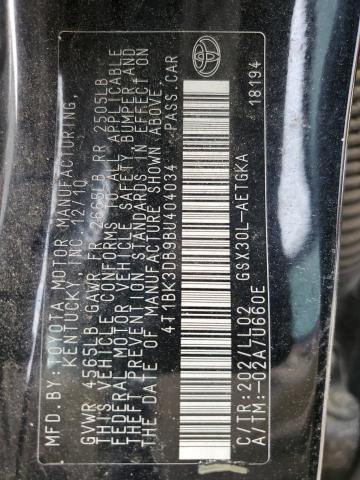 MFD.BY:TOYOTA MOTOR MANUFACTURING,
KENTUCKY, INC 12/10
GVWR 4565LB GAWR FR 2655LB RR 2505LB
THIS VEHICLE CONFORMS TO ALL APPLICABLE
FEDERAL MOTOR VEHICLE SAFETY BUMPER,AND
THEFT PREVENTION STANDARDS IN EFFECT ON
THE DATE OF MANUFACTURE SHOWN ABOVE.
4T1BK3DB9BU404034 PASS.CAR
C/TR:202/LL02 GSX30L-AETGKA
A/TM:-02A/U660E 18194